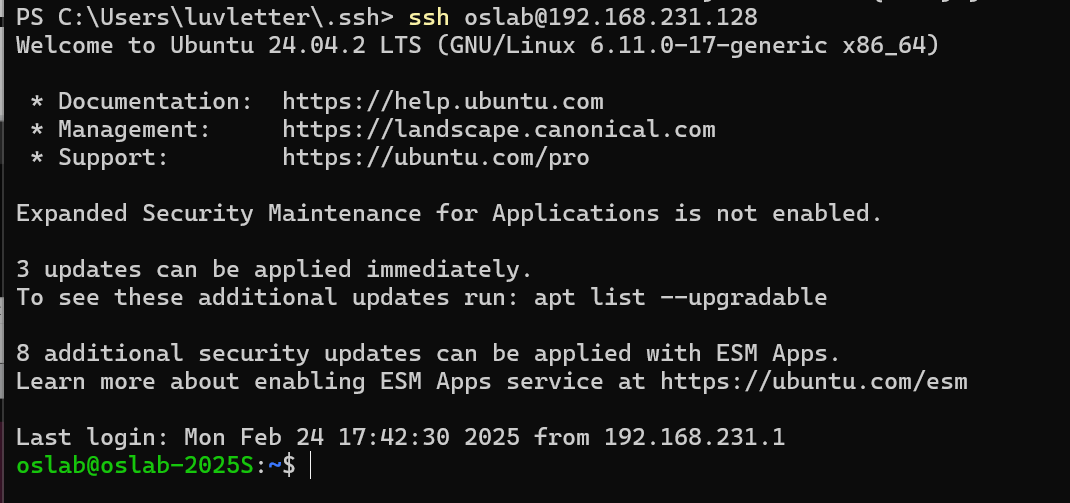 PS C:\Users\luvletter\.ssh> ssh oslab@192.168.231.128
Welcome to Ubuntu 24.04.2 LTS (GNU/Linux 6.11.0-17-generic x86_64)

 * Documentation:  https://help.ubuntu.com
 * Management:     https://landscape.canonical.com
 * Support:        https://ubuntu.com/pro

Expanded Security Maintenance for Applications is not enabled.

3 updates can be applied immediately.
To see these additional updates run: apt list --upgradable

8 additional security updates can be applied with ESM Apps.
Learn more about enabling ESM Apps service at https://ubuntu.com/esm

Last login: Mon Feb 24 17:42:30 2025 from 192.168.231.1
oslab@oslab-2025S:~$